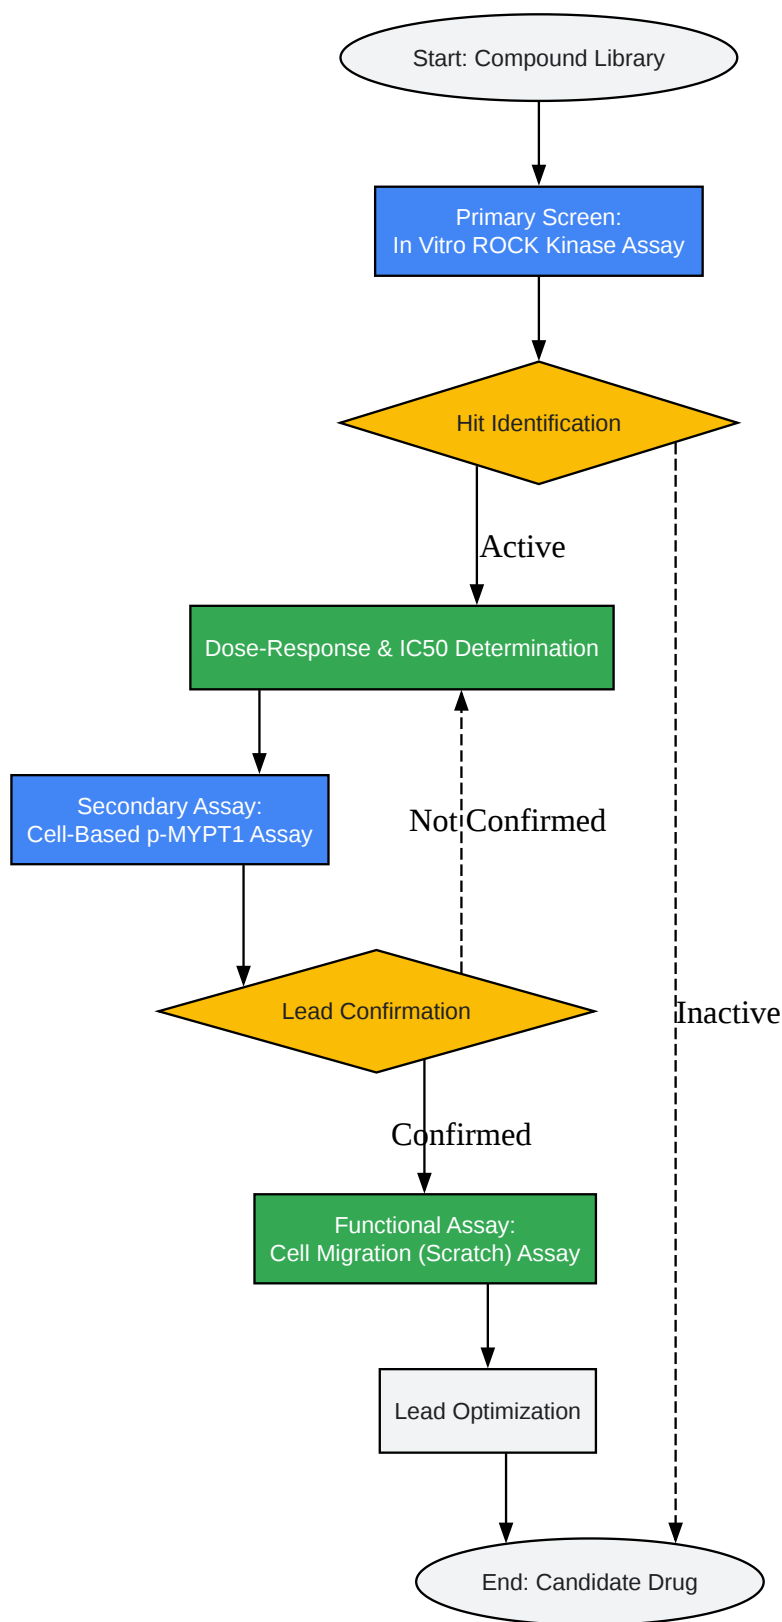 Start: Compound Library
Primary Screen:
In Vitro ROCK Kinase Assay
Hit Identification
Active
Dose-Response & IC50 Determination
Secondary Assay:
Cell-Based p-MYPT1 Assay
Not Confirmed
Lead Confirmation
Inactive
Confirmed
Functional Assay:
Cell Migration (Scratch) Assay
Lead Optimization
End: Candidate Drug